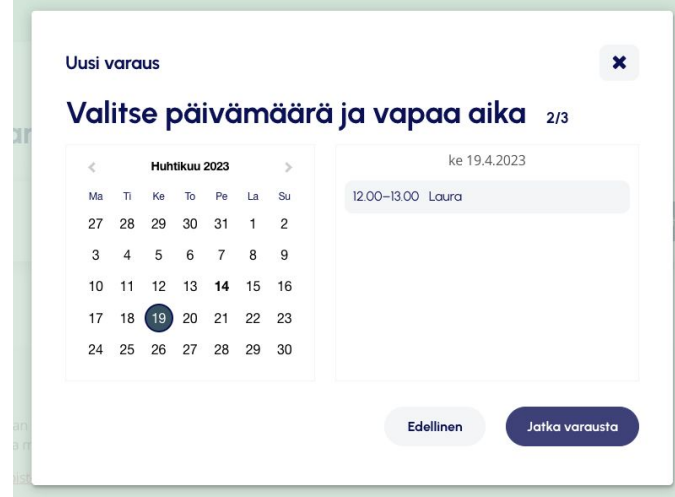 Uusi varaus
Valitse päivämäärä ja vapaa aika 2/3
Huhtikuu 2023
Ma Ti Ke To Pe La Su
27 28 29 30 31 1 2
3 4 5 6 7 8 9
10 11 12 13 14 15 16
17 18 19 20 21 22 23
24 25 26 27 28 29 30
ke 19.4.2023
12.00–13.00 Laura
Edellinen
Jatka varausta